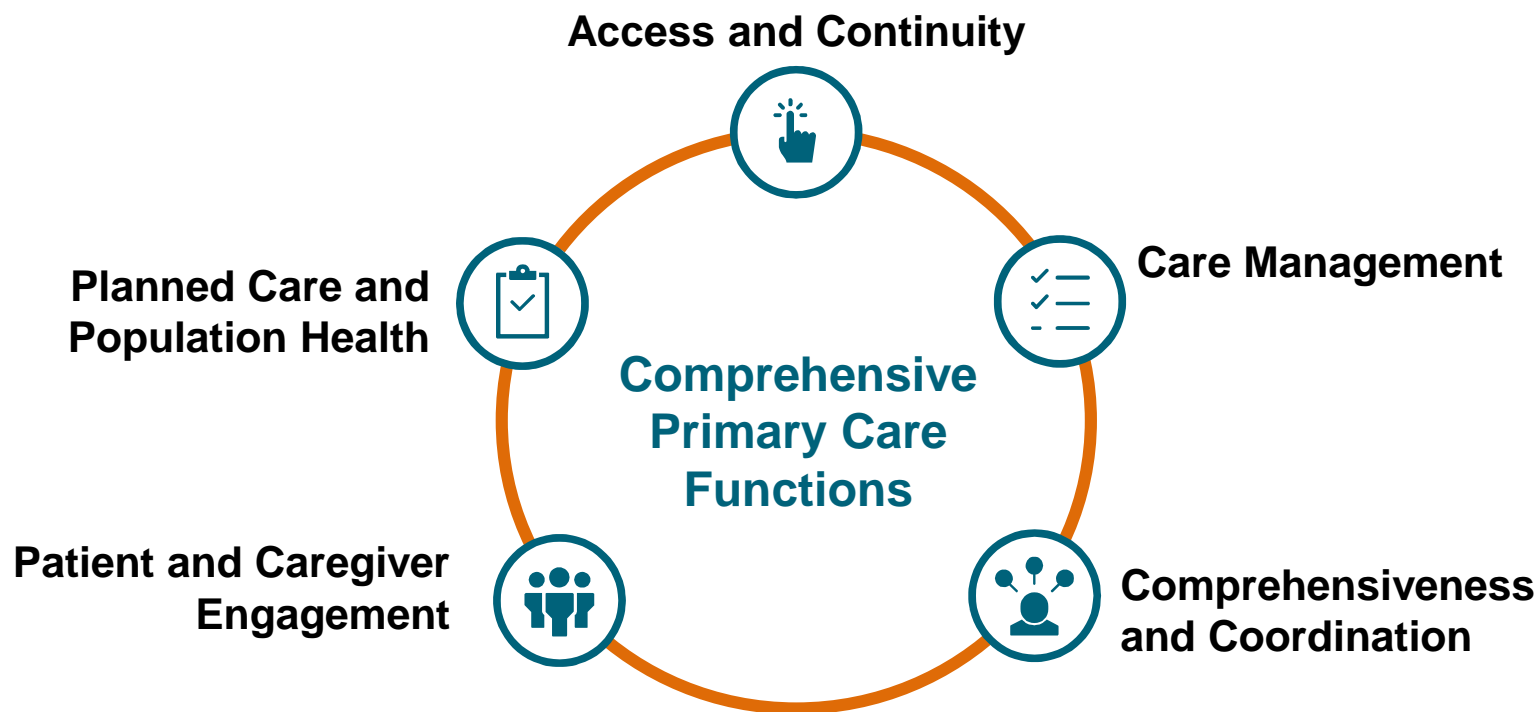 Access and Continuity
Care Management
Comprehensiveness
and Coordination
Patient and Caregiver
Engagement
Planned Care and
Population Health
Comprehensive
Primary Care
Functions